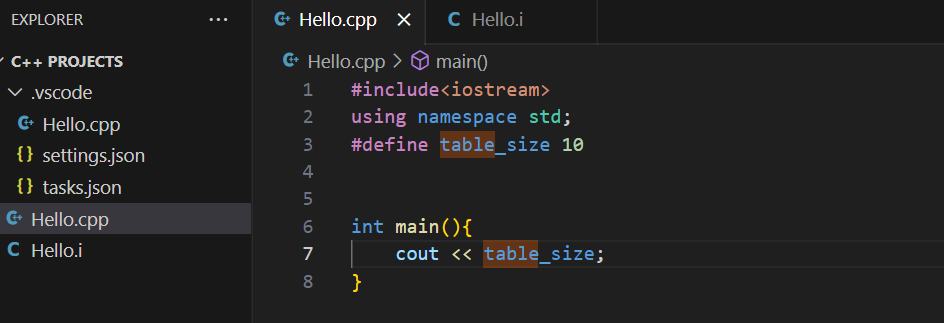 EXPLORER ...
C++ PROJECTS
.vscode
Hello.cpp
{} settings.json
{} tasks.json
Hello.cpp
Hello.i
Hello.cpp × C Hello.i
Hello.cpp > main()
1 #include<iostream>
2 using namespace std;
3 #define table_size 10
4
5
6 int main(){
7 cout << table_size;
8 }